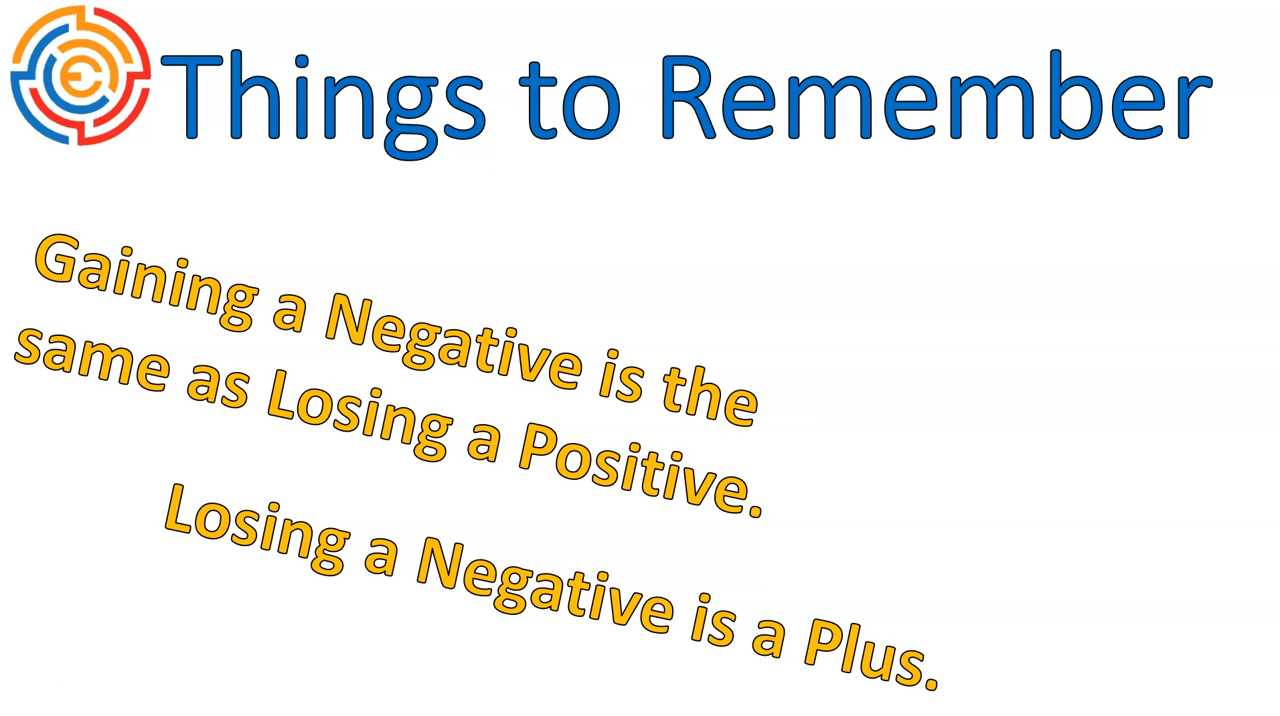 Things to Remember
Gaining a Negative is the
same as Losing a Positive.
Losing a Negative is a Plus.